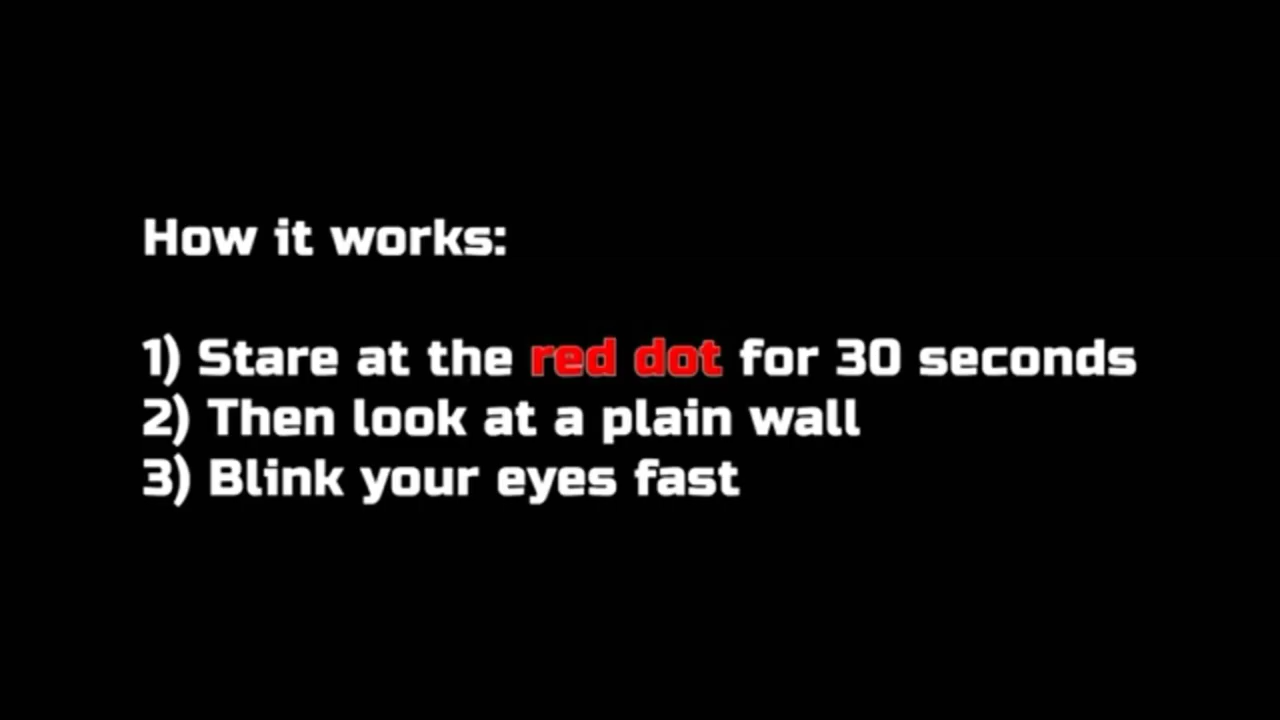 How it works:
1) Stare at the red dot for 30 seconds
2) Then look at a plain wall
3) Blink your eyes fast